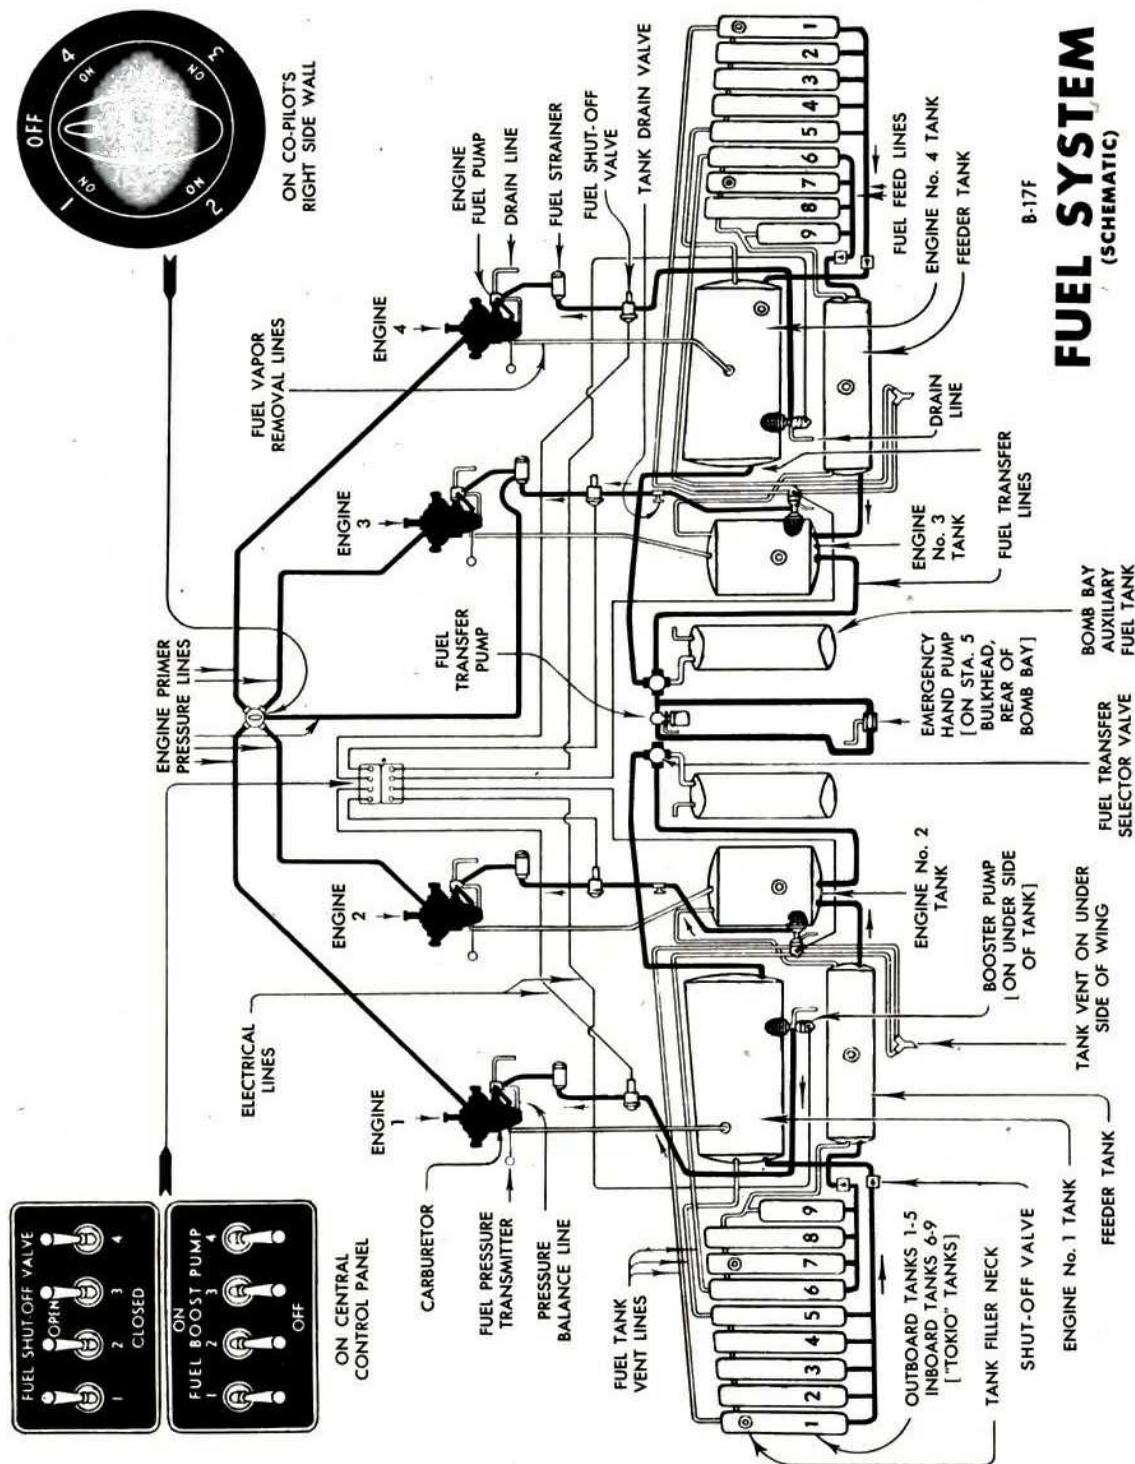 FUEL SYSTEM
(SCHEMATIC)
B-17F
FUEL SHUT-OFF VALVE
OPEN
1 2 3 4
CLOSED
FUEL BOOST PUMP
ON
1 2 3 4
OFF
ON CENTRAL
CONTROL PANEL
OFF
1 2 3 4
ON
ON
ON
ON
ON CO-PILOT'S
RIGHT SIDE WALL
ENGINE PRIMER
PRESSURE LINES
FUEL VAPOR
REMOVAL LINES
ELECTRICAL
LINES
ENGINE
1
ENGINE
2
ENGINE
3
ENGINE
4
ENGINE
FUEL PUMP
DRAIN LINE
FUEL STRAINER
FUEL SHUT-OFF
VALVE
TANK DRAIN VALVE
CARBURETOR
FUEL PRESSURE
TRANSMITTER
PRESSURE
BALANCE LINE
FUEL TANK
VENT LINES
FUEL
TRANSFER
PUMP
1
2
3
4
5
6
7
8
9
9
8
7
6
5
4
3
2
1
OUTBOARD TANKS 1-5
INBOARD TANKS 6-9
["TOKIO" TANKS]
TANK FILLER NECK
SHUT-OFF VALVE
ENGINE No. 1 TANK
FEEDER TANK
TANK VENT ON UNDER
SIDE OF WING
BOOSTER PUMP
[ON UNDER SIDE
OF TANK]
ENGINE No. 2
TANK
FUEL TRANSFER
SELECTOR VALVE
EMERGENCY
HAND PUMP
[ON STA. 5
BULKHEAD,
REAR OF
BOMB BAY]
BOMB BAY
AUXILIARY
FUEL TANK
ENGINE
No. 3
TANK
FUEL TRANSFER
LINES
DRAIN
LINE
FUEL FEED LINES
ENGINE No. 4 TANK
FEEDER TANK